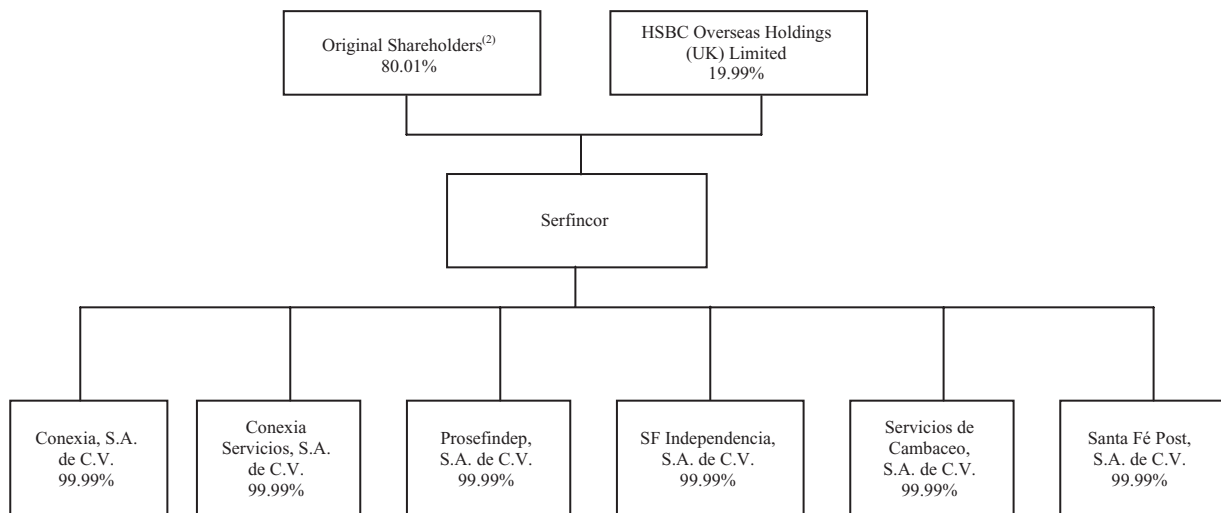 Original Shareholders(2)
80.01%
HSBC Overseas Holdings
(UK) Limited
19.99%
Serfincor
Conexia, S.A.
de C.V.
99.99%
Conexia
Servicios, S.A.
de C.V.
99.99%
Prosefindep,
S.A. de C.V.
99.99%
SF Independencia,
S.A. de C.V.
99.99%
Servicios de
Cambaceo,
S.A. de C.V.
99.99%
Santa Fé Post,
S.A. de C.V.
99.99%